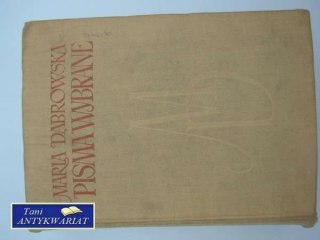 MARIA DĄBROWSKA
PISMA WYBRANE
Tani
ANTYKWARIAT